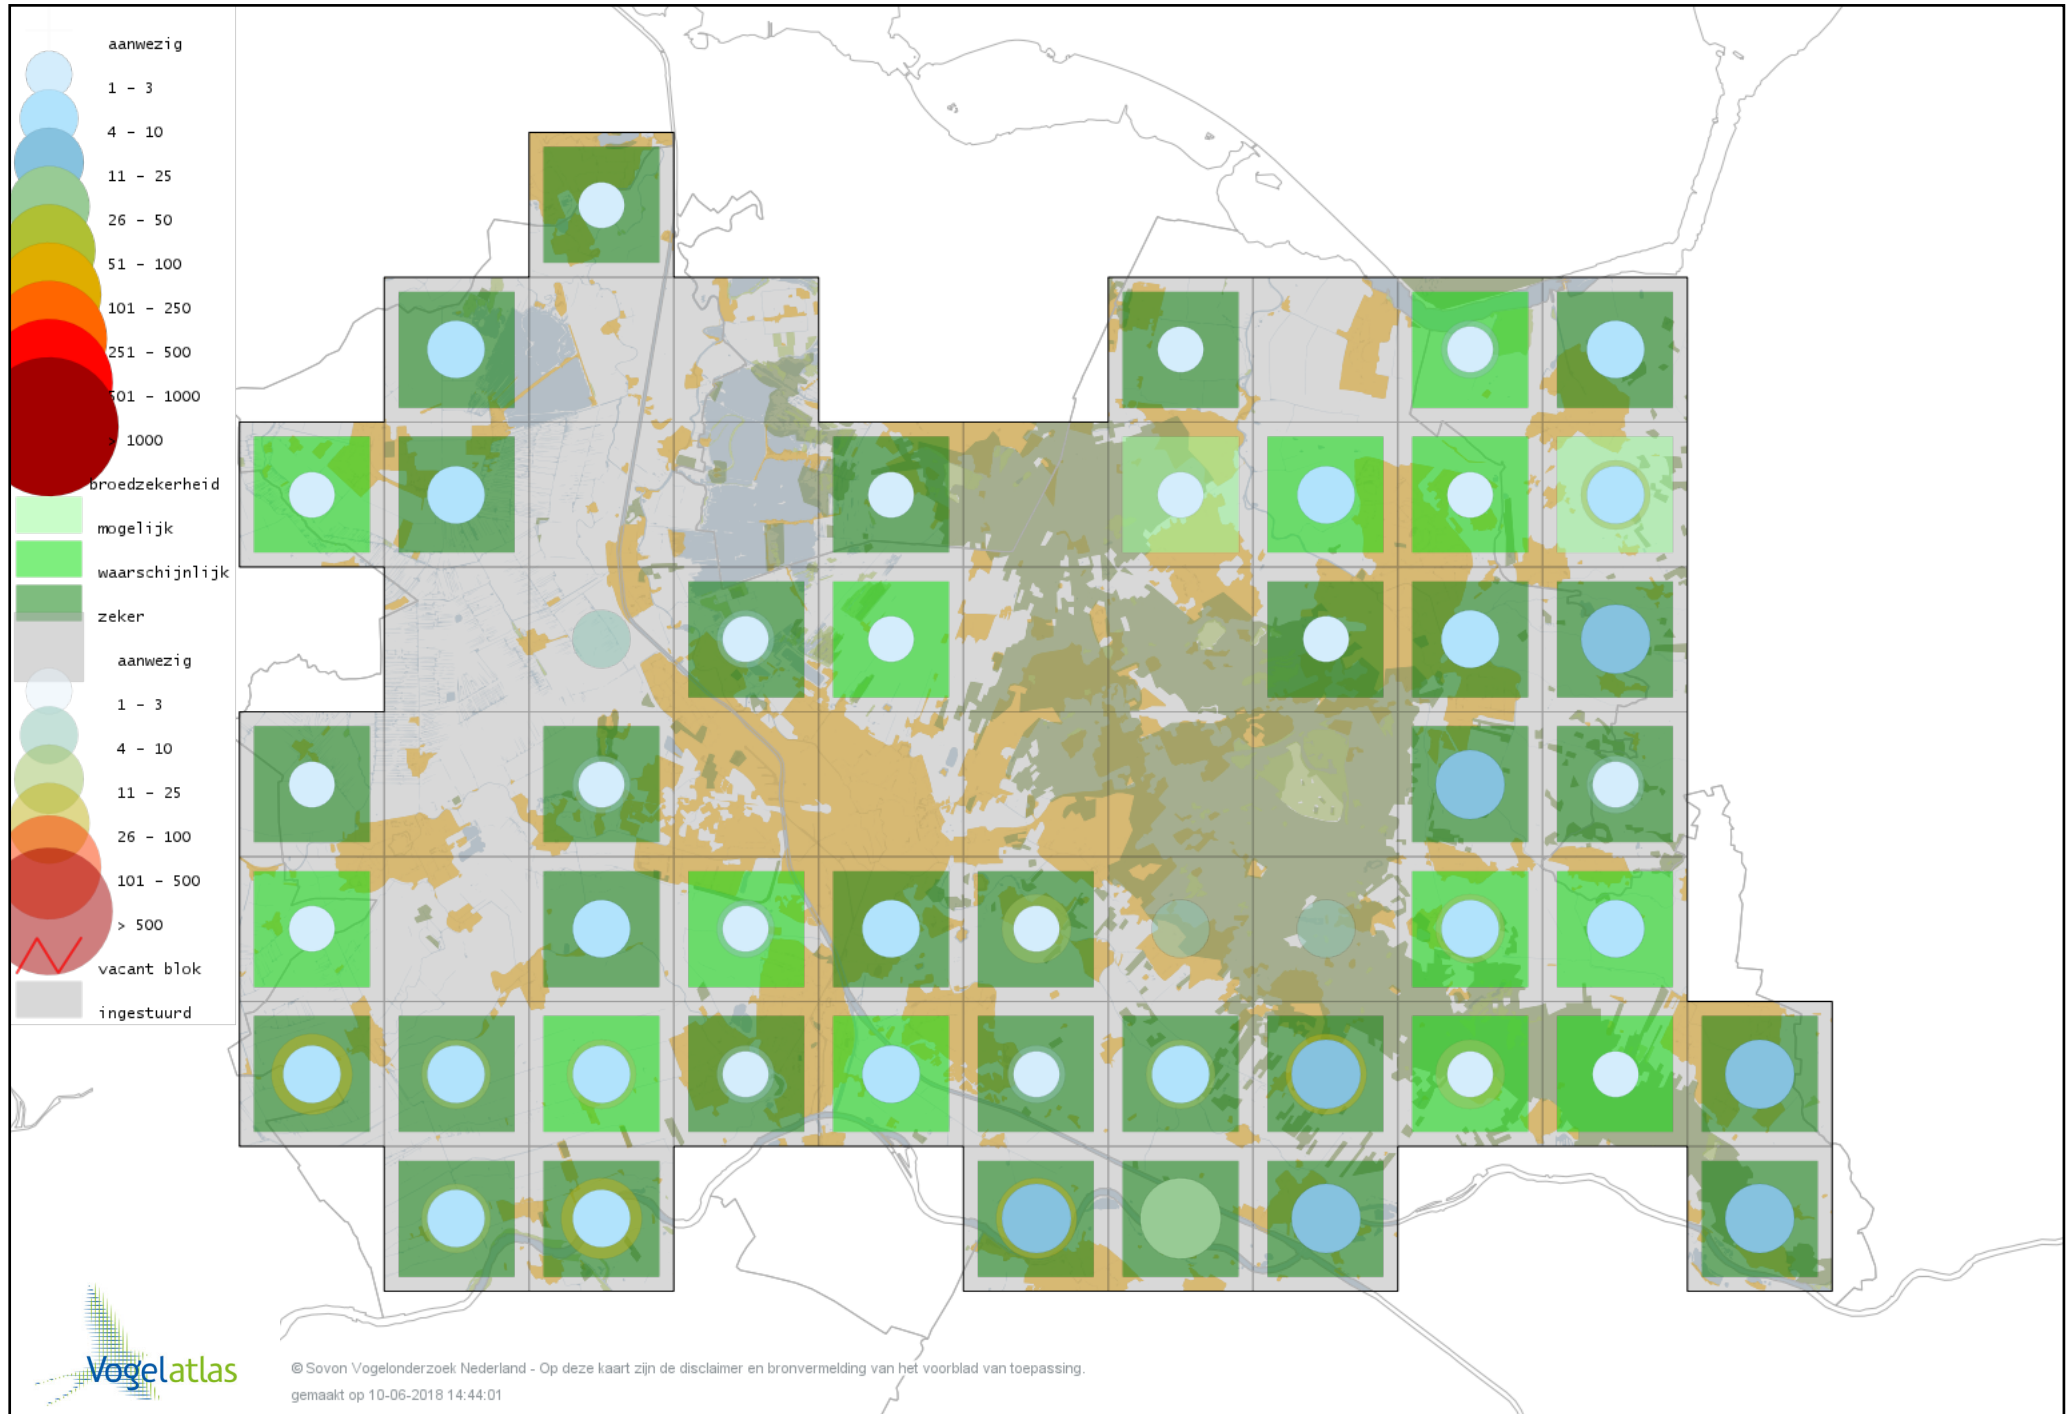 aanwezig
1 - 3
4 - 10
11 - 25
26 - 50
51 - 100
101 - 250
251 - 500
501 - 1000
> 1000
broedzekerheid
mogelijk
waarschijnlijk
zeker
aanwezig
1 - 3
4 - 10
11 - 25
26 - 100
101 - 500
> 500
vacant blok
ingestuurd
Vogelatlas
© Sovon Vogelonderzoek Nederland - Op deze kaart zijn de disclaimer en bronvermelding van het voorblad van toepassing.
gemaakt op 10-06-2018 14:44:01